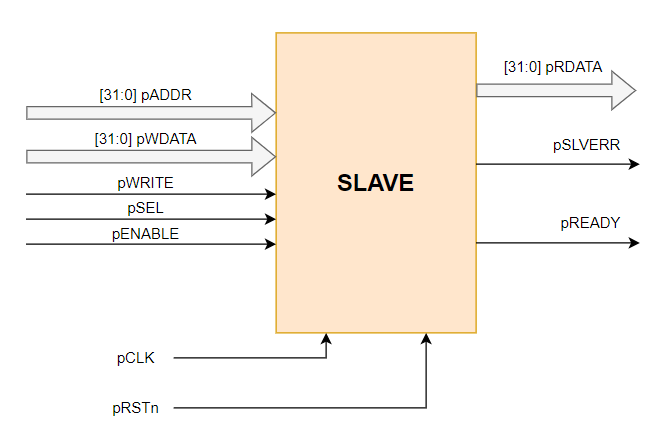 [31:0] pRDATA
[31:0] pADDR
[31:0] pWDATA
pSLVERR
pWRITE
SLAVE
pSEL
pREADY
pENABLE
pCLK
pRSTn